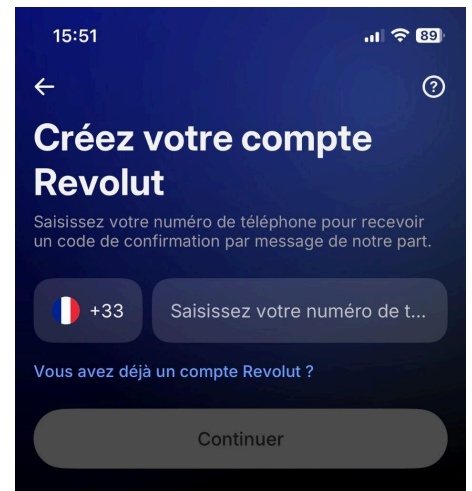 15:51
89
?
Créez votre compte
Revolut
Saisissez votre numéro de téléphone pour recevoir
un code de confirmation par message de notre part.
+33
Saisissez votre numéro de t...
Vous avez déjà un compte Revolut ?
Continuer